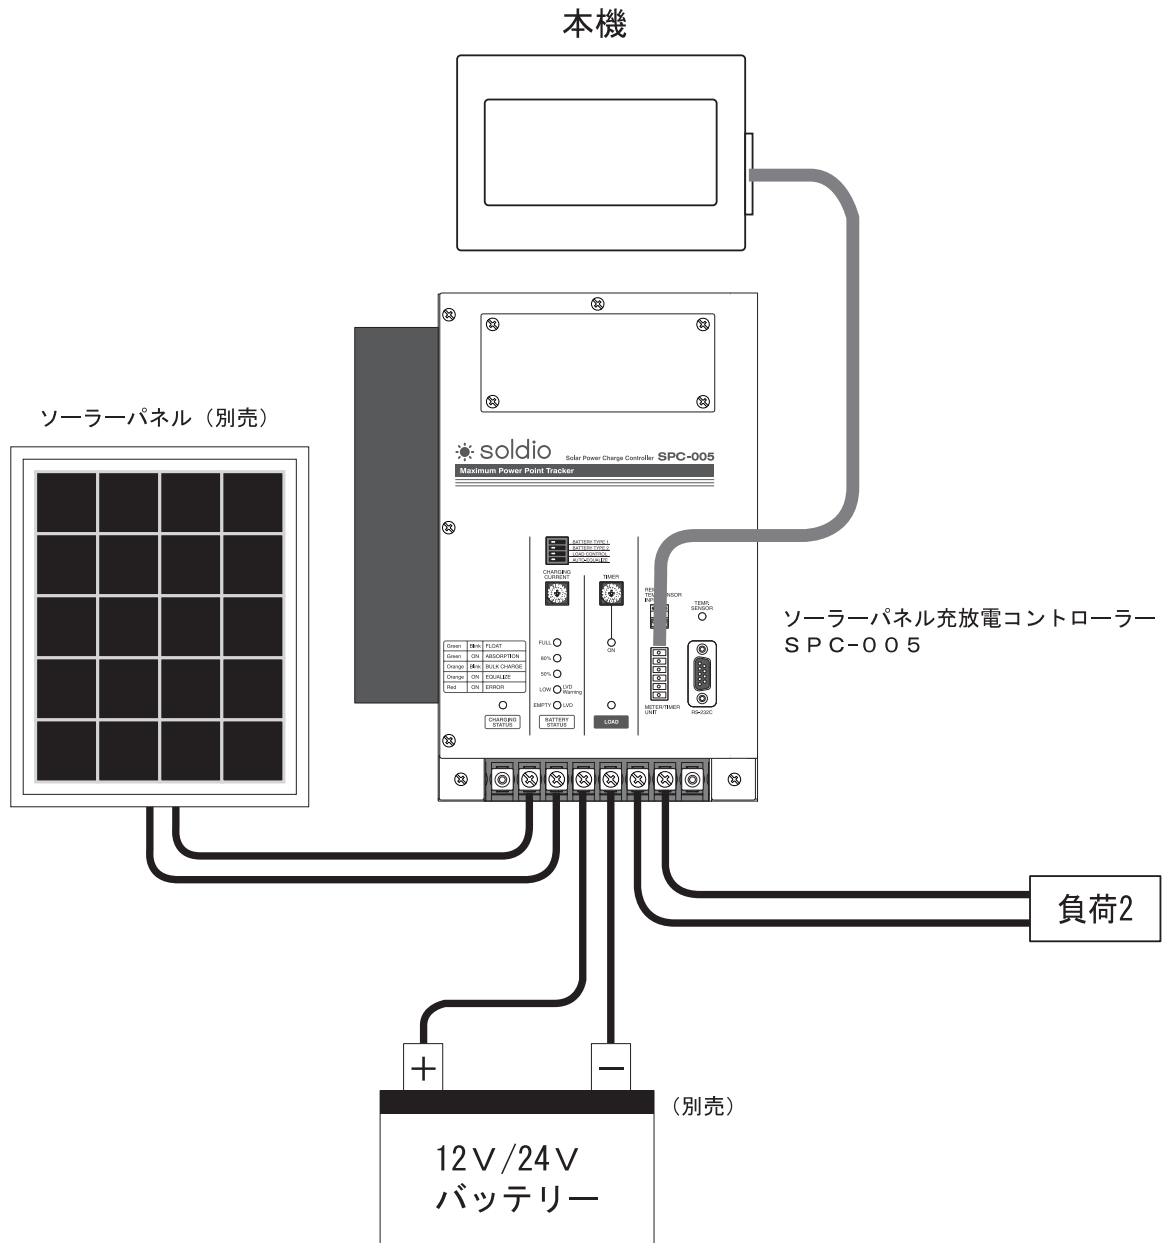 本機
ソーラーパネル（別売）
soldio
Solar Power Charge Controller SPC-005
Maximum Power Point Tracker
BATTERY TYPE 1
BATTERY TYPE 2
LOAD CONTROL
AUTO-EQUALIZE
CHARGING
CURRENT
TIMER
TEMP.
SENSOR
ソーラーパネル充放電コントローラー
ＳＰＣ-００５
FULL
80%
50%
LOW
LVD
Warning
EMPTY
LVD
ON
Green Blink FLOAT
Green ON ABSORPTION
Orange Blink BULK CHARGE
Orange ON EQUALIZE
Red ON ERROR
CHARGING
STATUS
BATTERY
STATUS
LOAD
METER/TIMER
UNIT
RS-232C
負荷2
+
−
（別売）
12V/24V
バッテリー